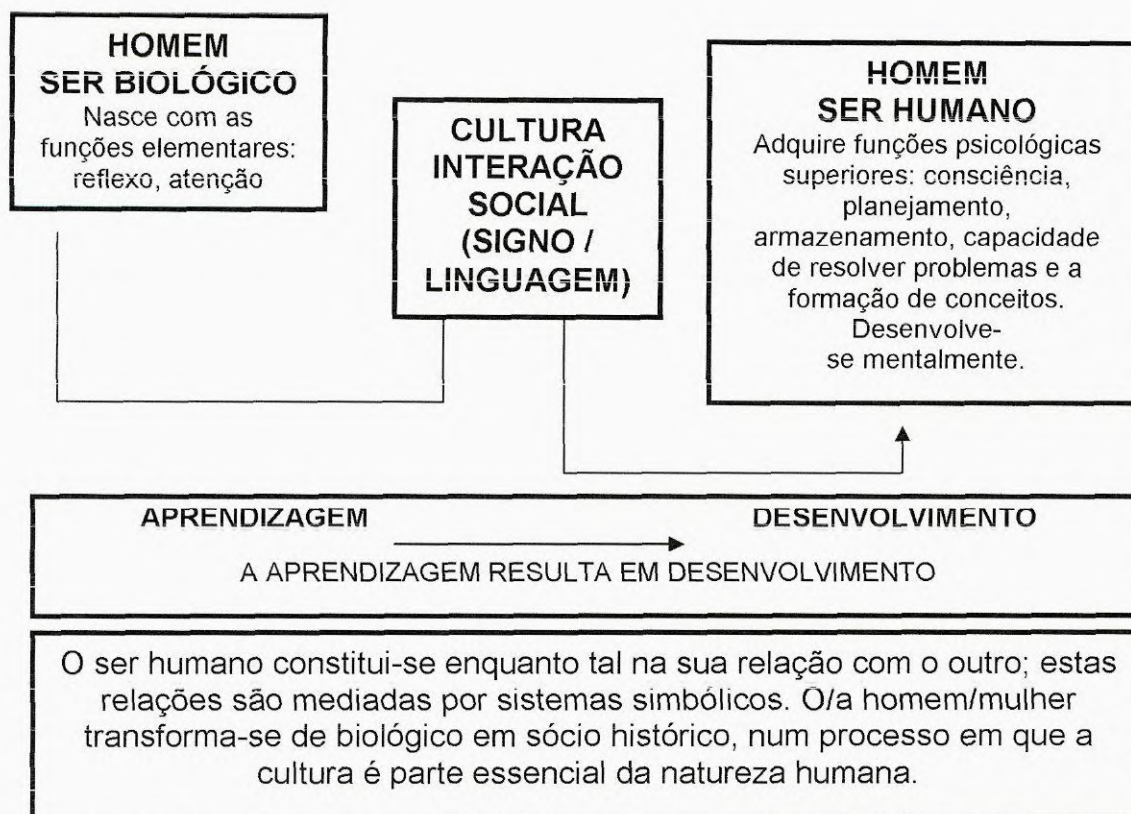 HOMEM
SER BIOLÓGICO
Nasce com as
funções elementares:
reflexo, atenção
CULTURA
INTERAÇÃO
SOCIAL
(SIGNO /
LINGUAGEM)
HOMEM
SER HUMANO
Adquire funções psicológicas
superiores: consciência,
planejamento,
armazenamento, capacidade
de resolver problemas e a
formação de conceitos.
Desenvolve-
se mentalmente.
APRENDIZAGEM DESENVOLVIMENTO
A APRENDIZAGEM RESULTA EM DESENVOLVIMENTO
O ser humano constitui-se enquanto tal na sua relação com o outro; estas
relações são mediadas por sistemas simbólicos. O/a homem/mulher
transforma-se de biológico em sócio histórico, num processo em que a
cultura é parte essencial da natureza humana.